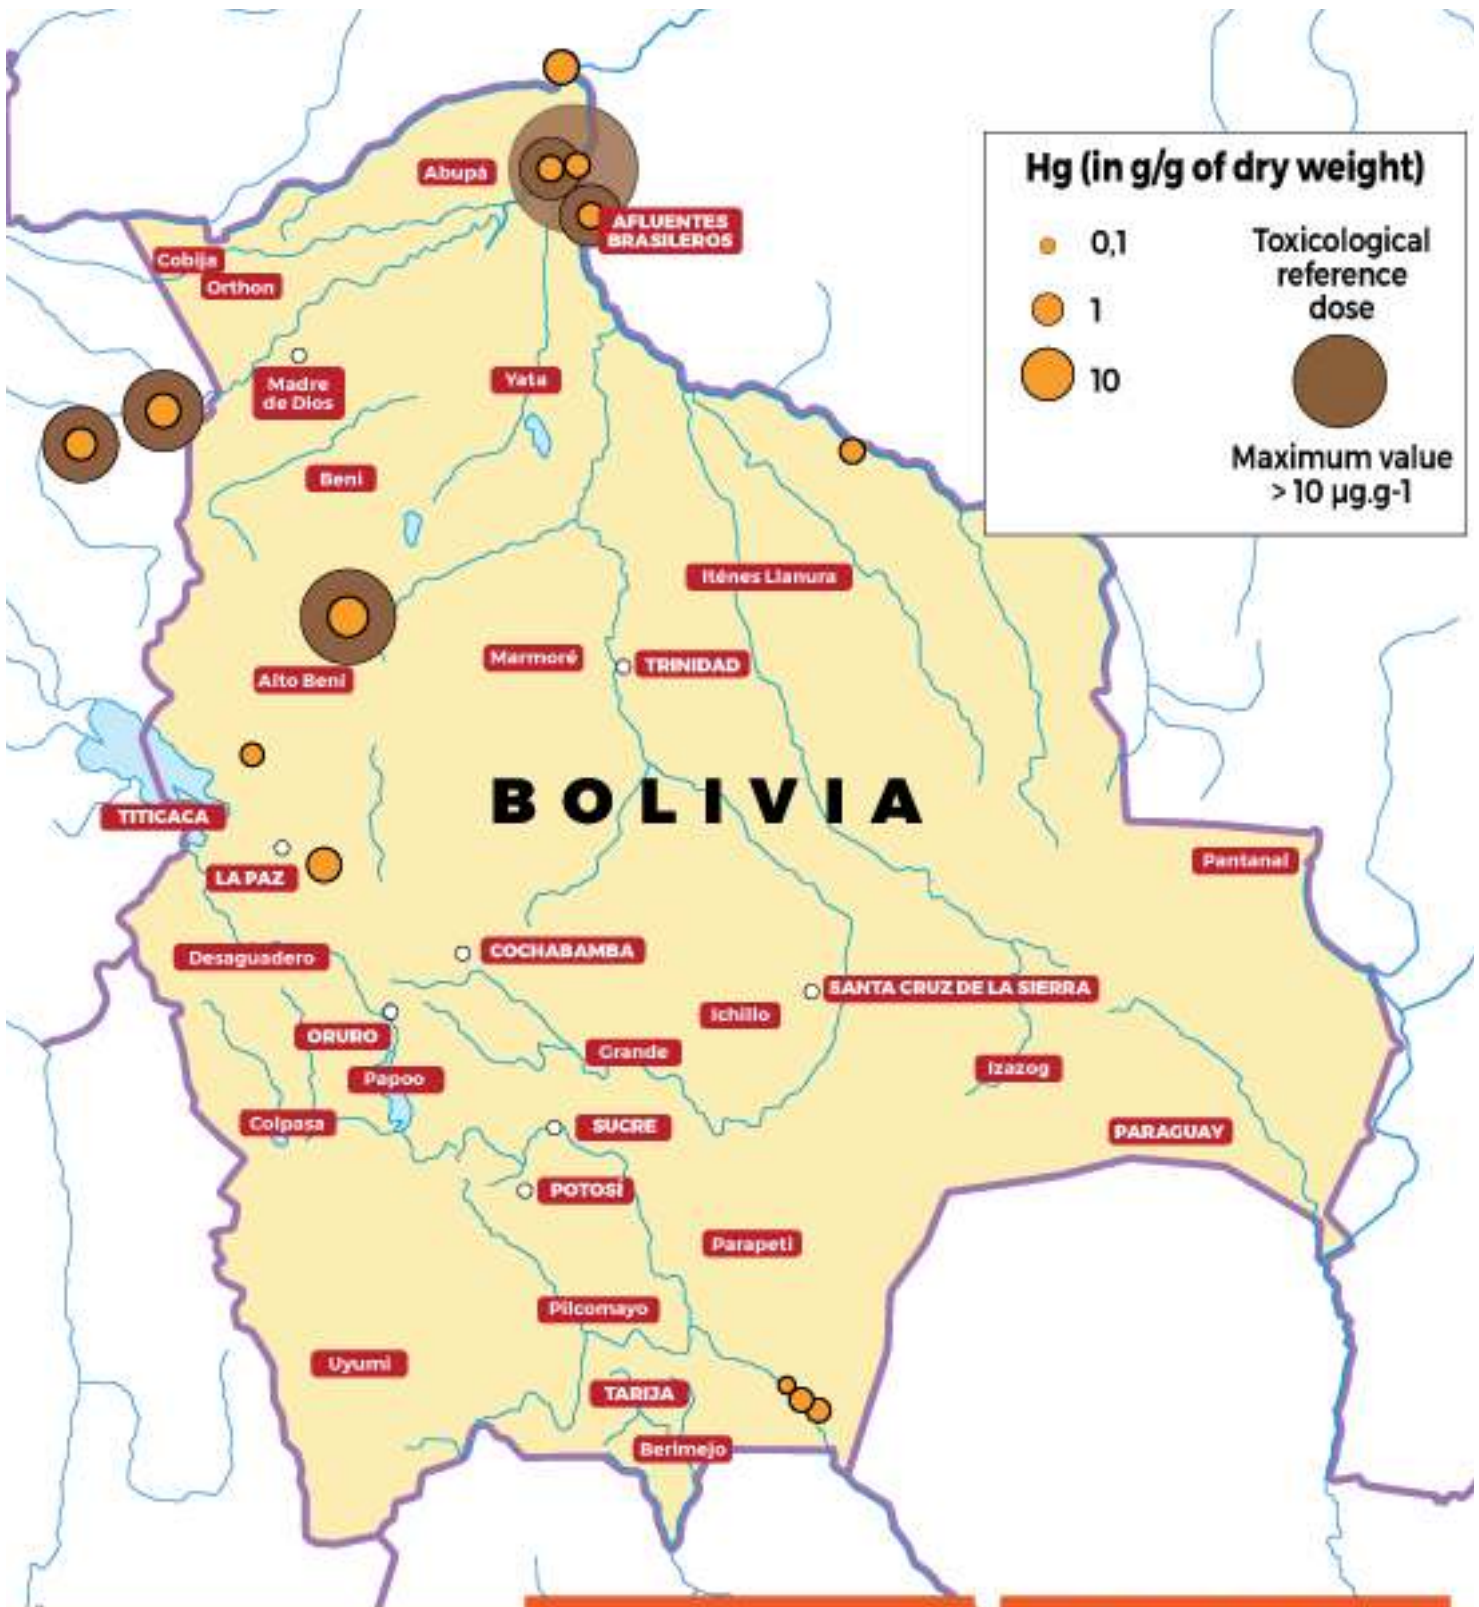 Hg (in g/g of dry weight)
0,1
1
10
Toxicological
reference
dose
Maximum value
> 10 µg.g-1
Abupá
AFLUENTES
BRASILEROS
Cobija
Orthon
Madre
de Dios
Yata
Beni
Iténes Llanura
Marmoré
TRINIDAD
Alto Beni
BOLIVIA
TITICACA
LA PAZ
Pantanal
Desaguadero
COCHABAMBA
SANTA CRUZ DE LA SIERRA
Ichillo
ORURO
Grande
Izazog
Papoo
Colpasa
SUCRE
PARAGUAY
POTOSÍ
Parapeti
Pilcomayo
Uyumi
TARIJA
Berimejo